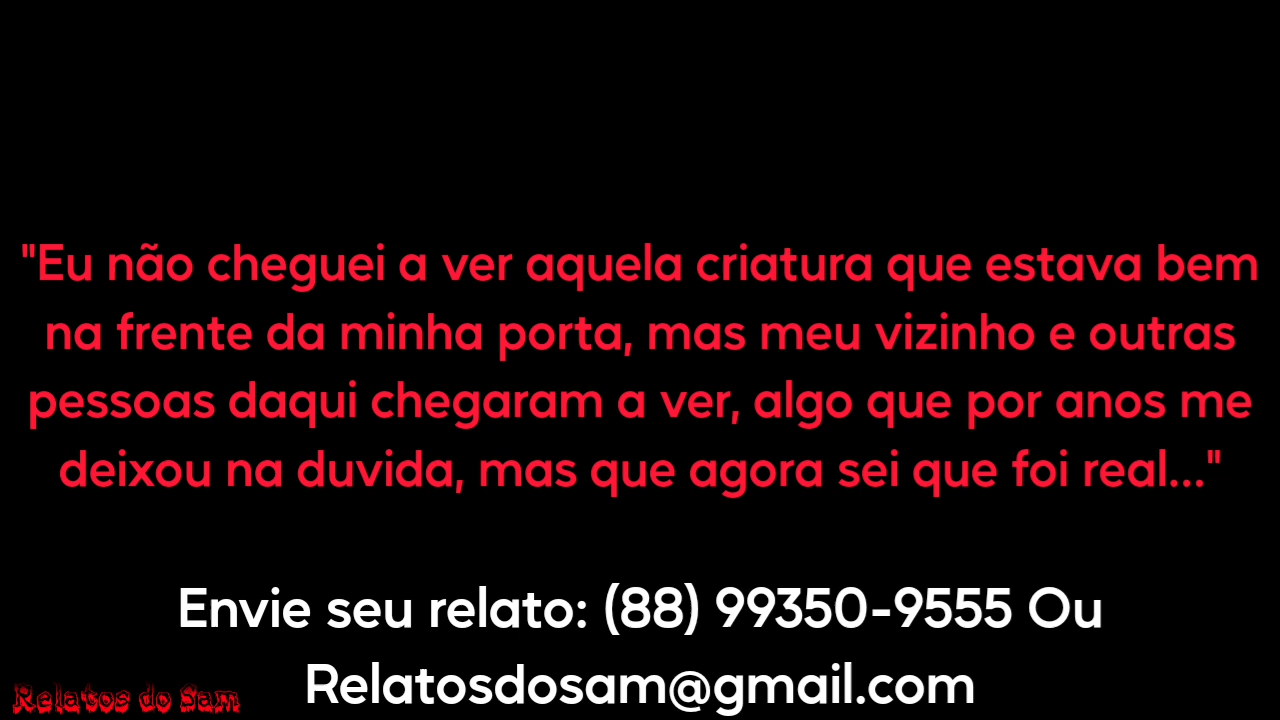 "Eu não cheguei a ver aquela criatura que estava bem
na frente da minha porta, mas meu vizinho e outras
pessoas daqui chegaram a ver, algo que por anos me
deixou na duvida, mas que agora sei que foi real..."
Envie seu relato: (88) 99350-9555 Ou
Relatosdosam@gmail.com
Relatos do Sam